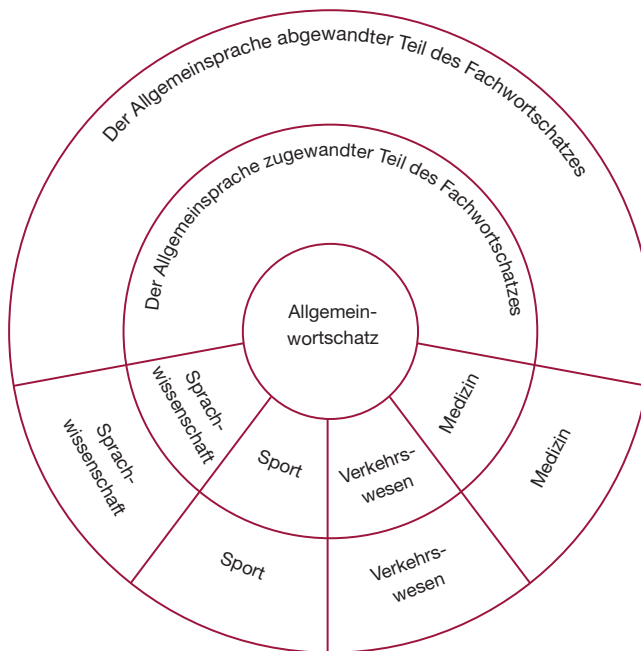 Der Allgemeinsprache abgewandter Teil des Fachwortschatzes
Der Allgemeinsprache zugewandter Teil des Fachwortschatzes
Allgemein-
wortschatz
Sprach-
wissenschaft
Sport
Verkehrs-
wesen
Medizin
Sprach-
wissenschaft
Sport
Verkehrs-
wesen
Medizin